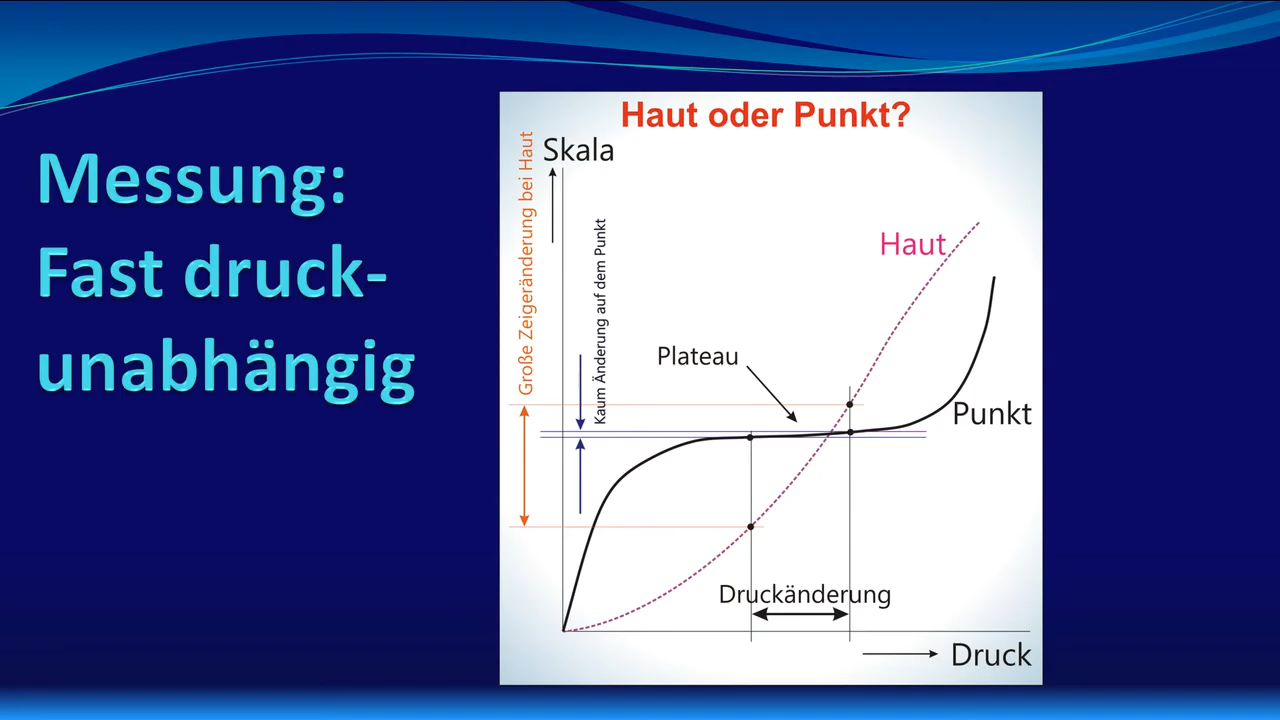 Messung:
Fast druck-
unabhängig
Haut oder Punkt?
Skala
Große Zeigeränderung bei Haut
Kaum Änderung auf dem Punkt
Haut
Plateau
Punkt
Druckänderung
Druck